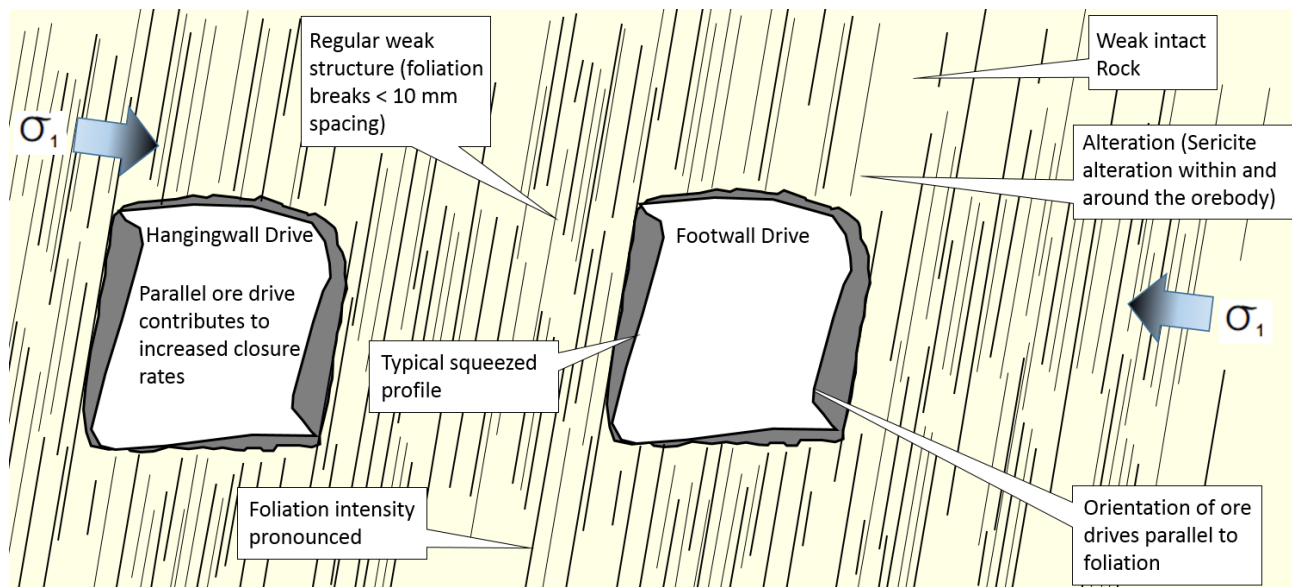 Regular weak
structure (foliation
breaks < 10 mm
spacing)
Weak intact
Rock
σ₁
Alteration (Sericite
alteration within and
around the orebody)
Hangingwall Drive
Parallel ore drive
contributes to
increased closure
rates
Footwall Drive
σ₁
Typical squeezed
profile
Foliation intensity
pronounced
Orientation of ore
drives parallel to
foliation